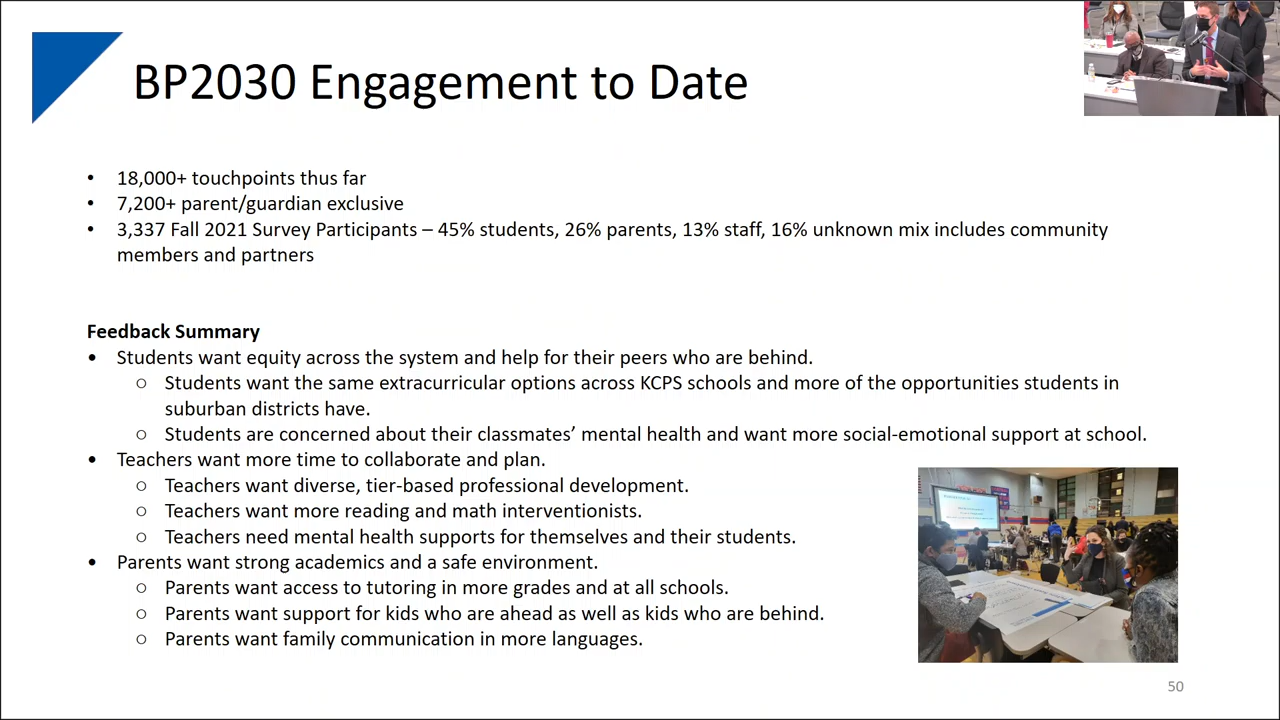 BP2030 Engagement to Date
• 18,000+ touchpoints thus far
• 7,200+ parent/guardian exclusive
• 3,337 Fall 2021 Survey Participants – 45% students, 26% parents, 13% staff, 16% unknown mix includes community
members and partners
Feedback Summary
• Students want equity across the system and help for their peers who are behind.
○ Students want the same extracurricular options across KCPS schools and more of the opportunities students in
suburban districts have.
○ Students are concerned about their classmates’ mental health and want more social-emotional support at school.
• Teachers want more time to collaborate and plan.
○ Teachers want diverse, tier-based professional development.
○ Teachers want more reading and math interventionists.
○ Teachers need mental health supports for themselves and their students.
• Parents want strong academics and a safe environment.
○ Parents want access to tutoring in more grades and at all schools.
○ Parents want support for kids who are ahead as well as kids who are behind.
○ Parents want family communication in more languages.
50